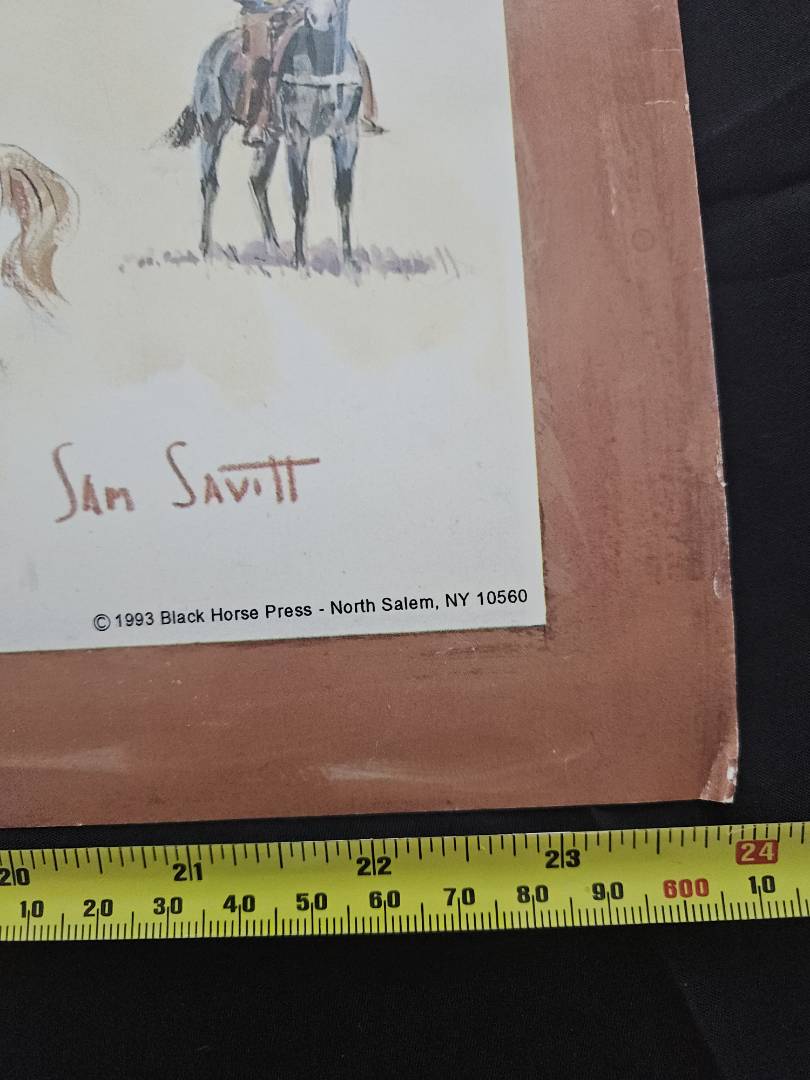 Sam Savitt
© 1993 Black Horse Press - North Salem, NY 10560
20 21 22 23 24
10 20 30 40 50 60 70 80 90 600 10